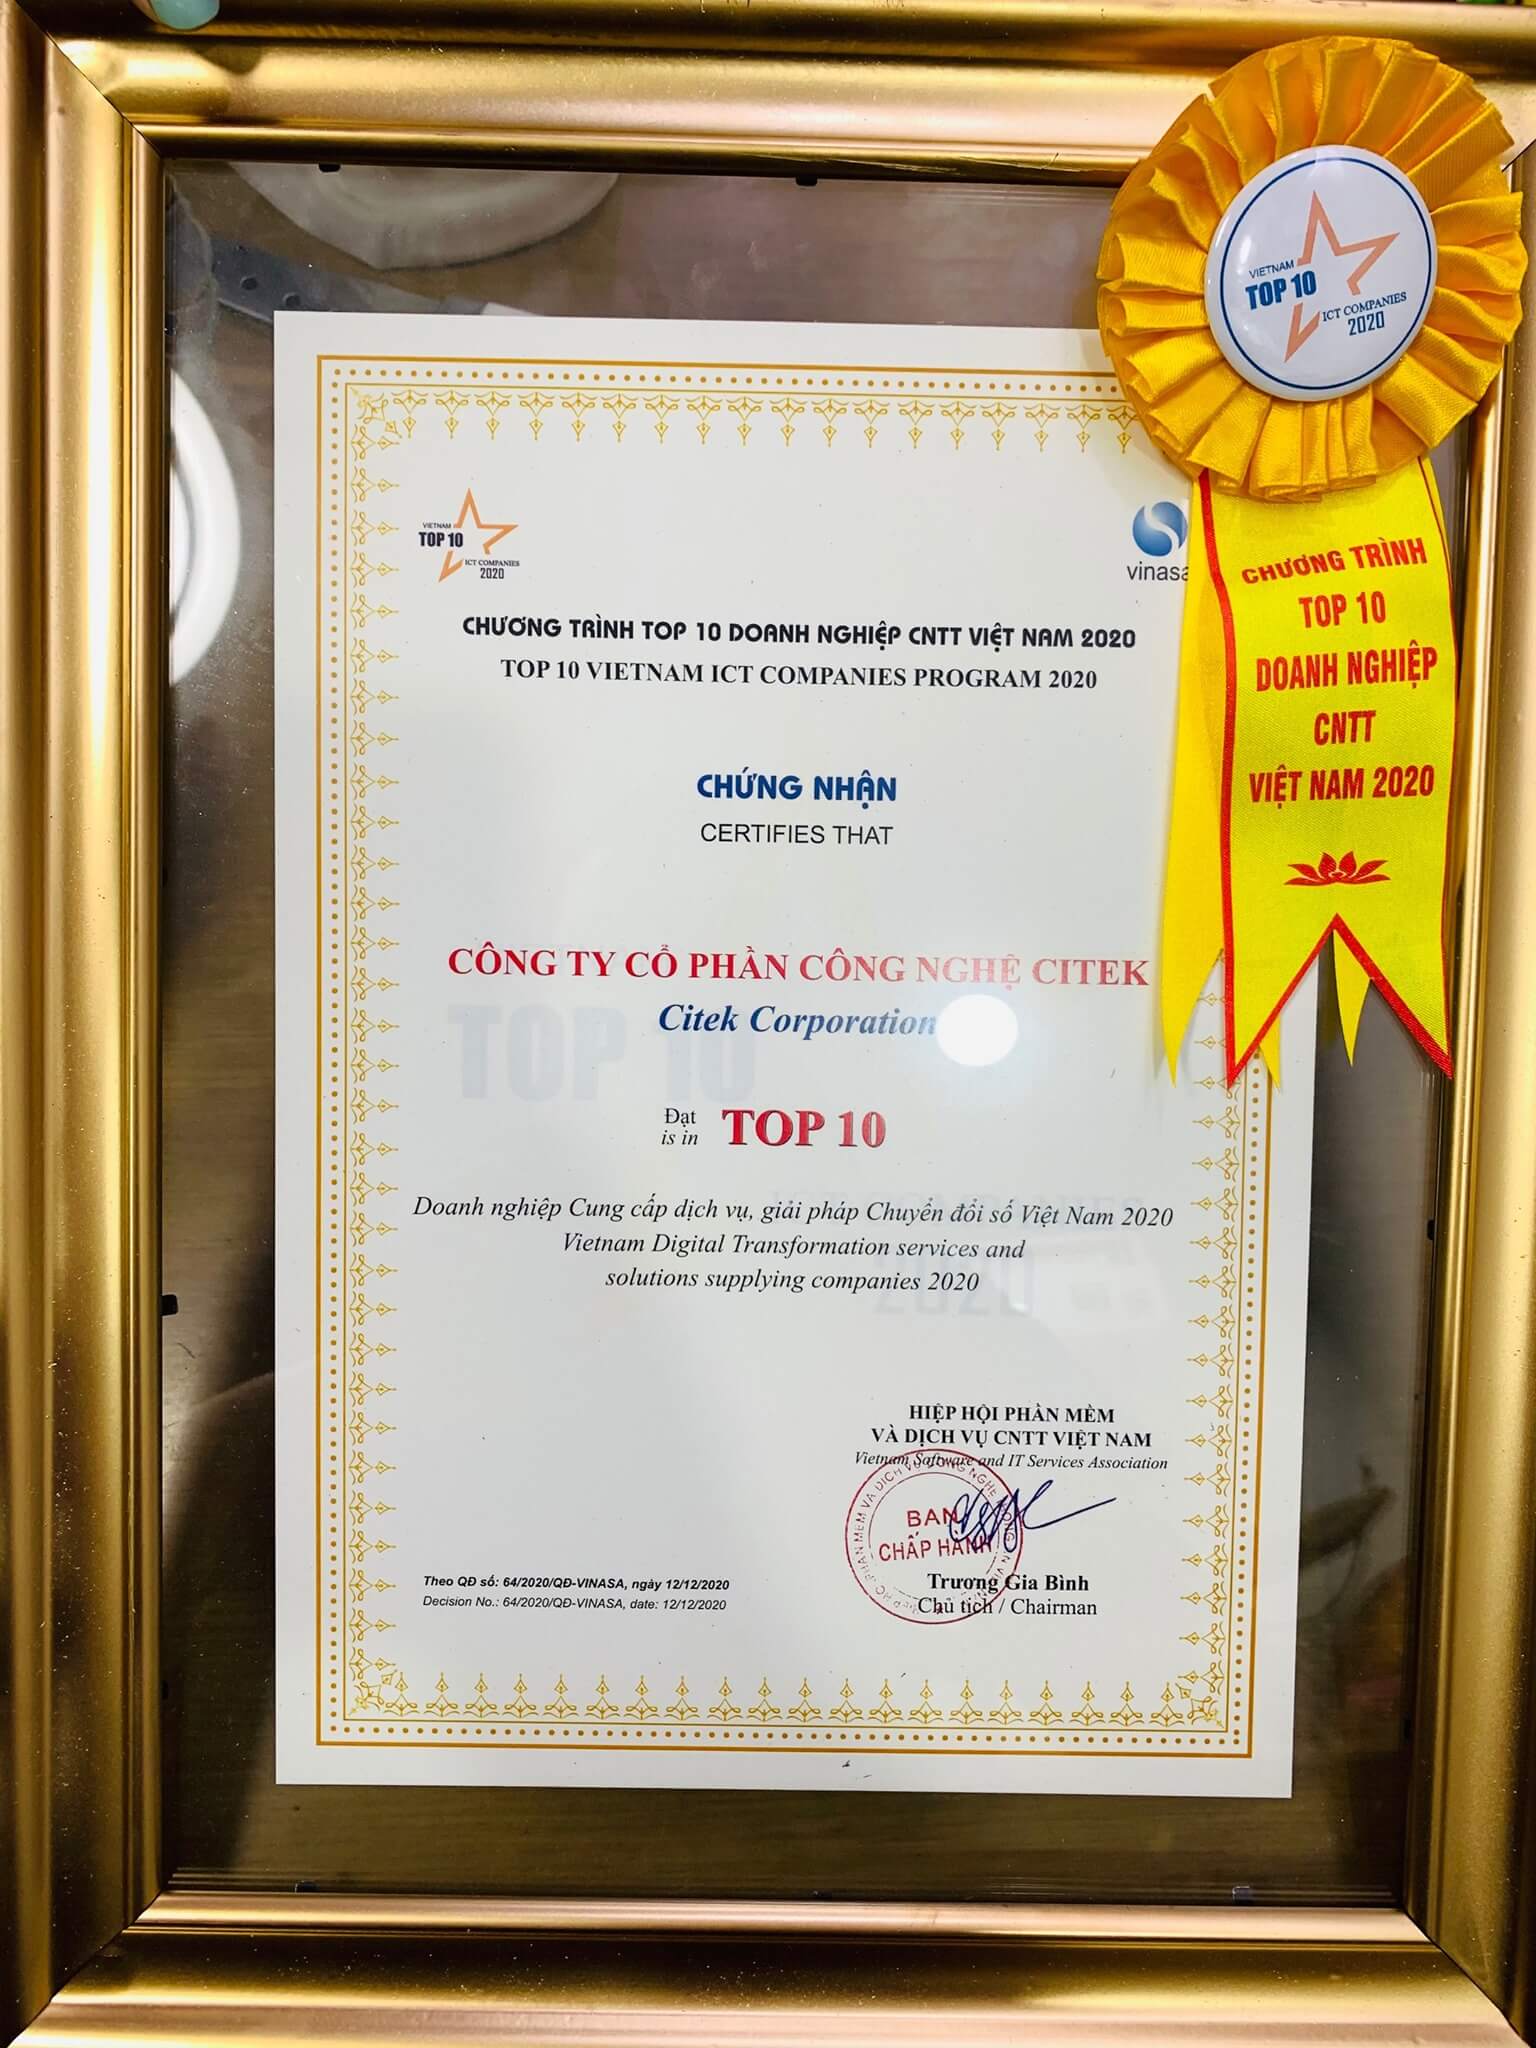 VIETNAM
TOP 10
ICT COMPANIES
2020
VIETNAM
TOP 10
ICT COMPANIES
2020
vinasa
CHƯƠNG TRÌNH
TOP 10
DOANH NGHIỆP
CNTT
VIỆT NAM 2020
CHƯƠNG TRÌNH TOP 10 DOANH NGHIỆP CNTT VIỆT NAM 2020
TOP 10 VIETNAM ICT COMPANIES PROGRAM 2020
CHỨNG NHẬN
CERTIFIES THAT
CÔNG TY CỔ PHẦN CÔNG NGHỆ CITEK
Citek Corporation
TOP 10
Đạt
is in TOP 10
Doanh nghiệp Cung cấp dịch vụ, giải pháp Chuyển đổi số Việt Nam 2020
Vietnam Digital Transformation services and
solutions supplying companies 2020
2020
HIỆP HỘI PHẦN MỀM
VÀ DỊCH VỤ CNTT VIỆT NAM
Vietnam Software and IT Services Association
BAN
CHẤP HÀNH
Trương Gia Bình
Chủ tịch / Chairman
Theo QĐ số: 64/2020/QĐ-VINASA, ngày 12/12/2020
Decision No.: 64/2020/QĐ-VINASA, date: 12/12/2020